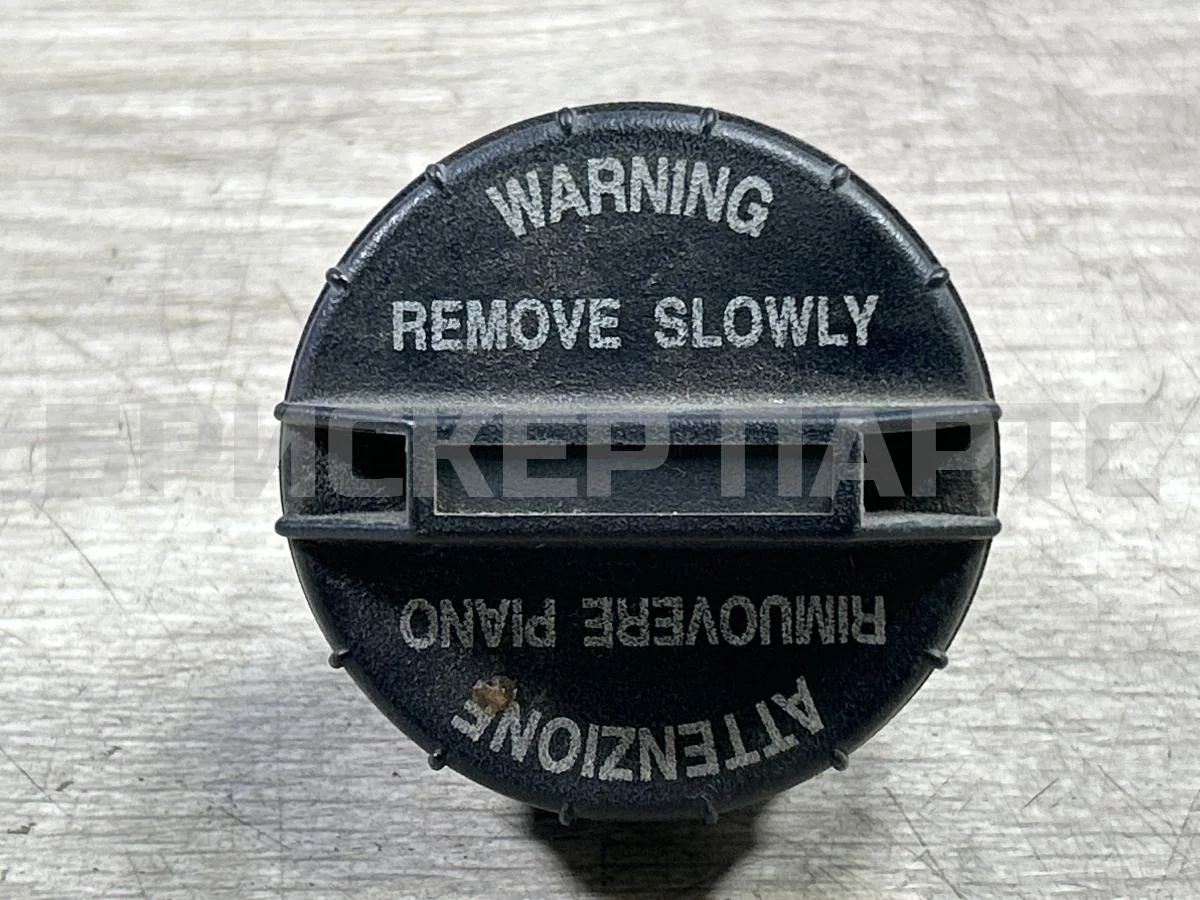 WARNING
REMOVE SLOWLY
БРИСКЕР ПАРТС
ATTENZIONE
RIMUOVERE PIANO